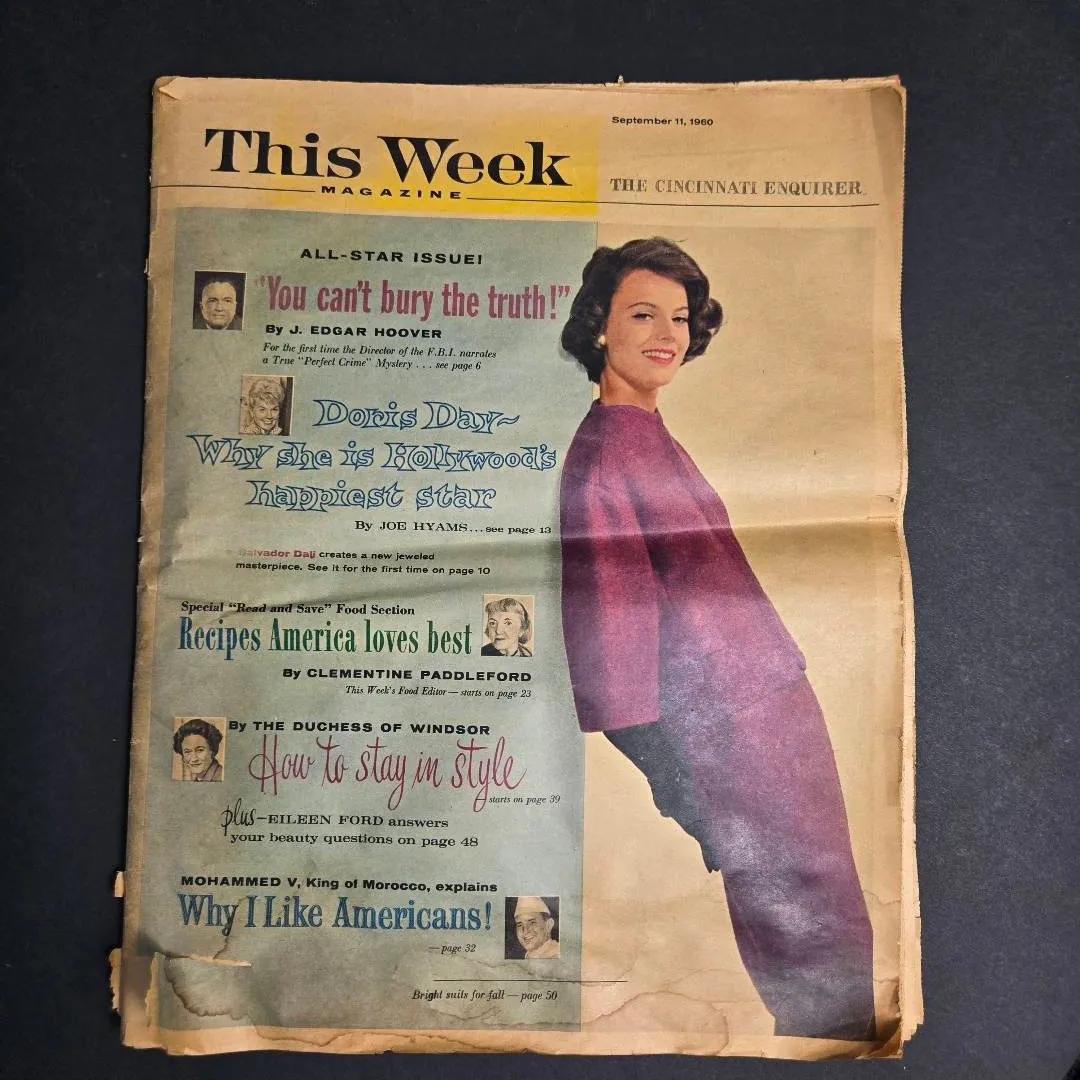 September 11, 1960
This Week
MAGAZINE
THE CINCINNATI ENQUIRER
ALL-STAR ISSUE!
"You can't bury the truth!"
By J. EDGAR HOOVER
For the first time the Director of the F.B.I. narrates
a True "Perfect Crime" Mystery . . . see page 6
Doris Day~
Why she is Hollywood's
happiest star
By JOE HYAMS...see page 13
Salvador Dali creates a new jeweled
masterpiece. See it for the first time on page 10
Special "Read and Save" Food Section
Recipes America loves best
By CLEMENTINE PADDLEFORD
This Week's Food Editor — starts on page 23
By THE DUCHESS OF WINDSOR
How to stay in style
starts on page 39
plus—EILEEN FORD answers
your beauty questions on page 48
MOHAMMED V, King of Morocco, explains
Why I Like Americans!
—page 32
Bright suits for fall — page 50